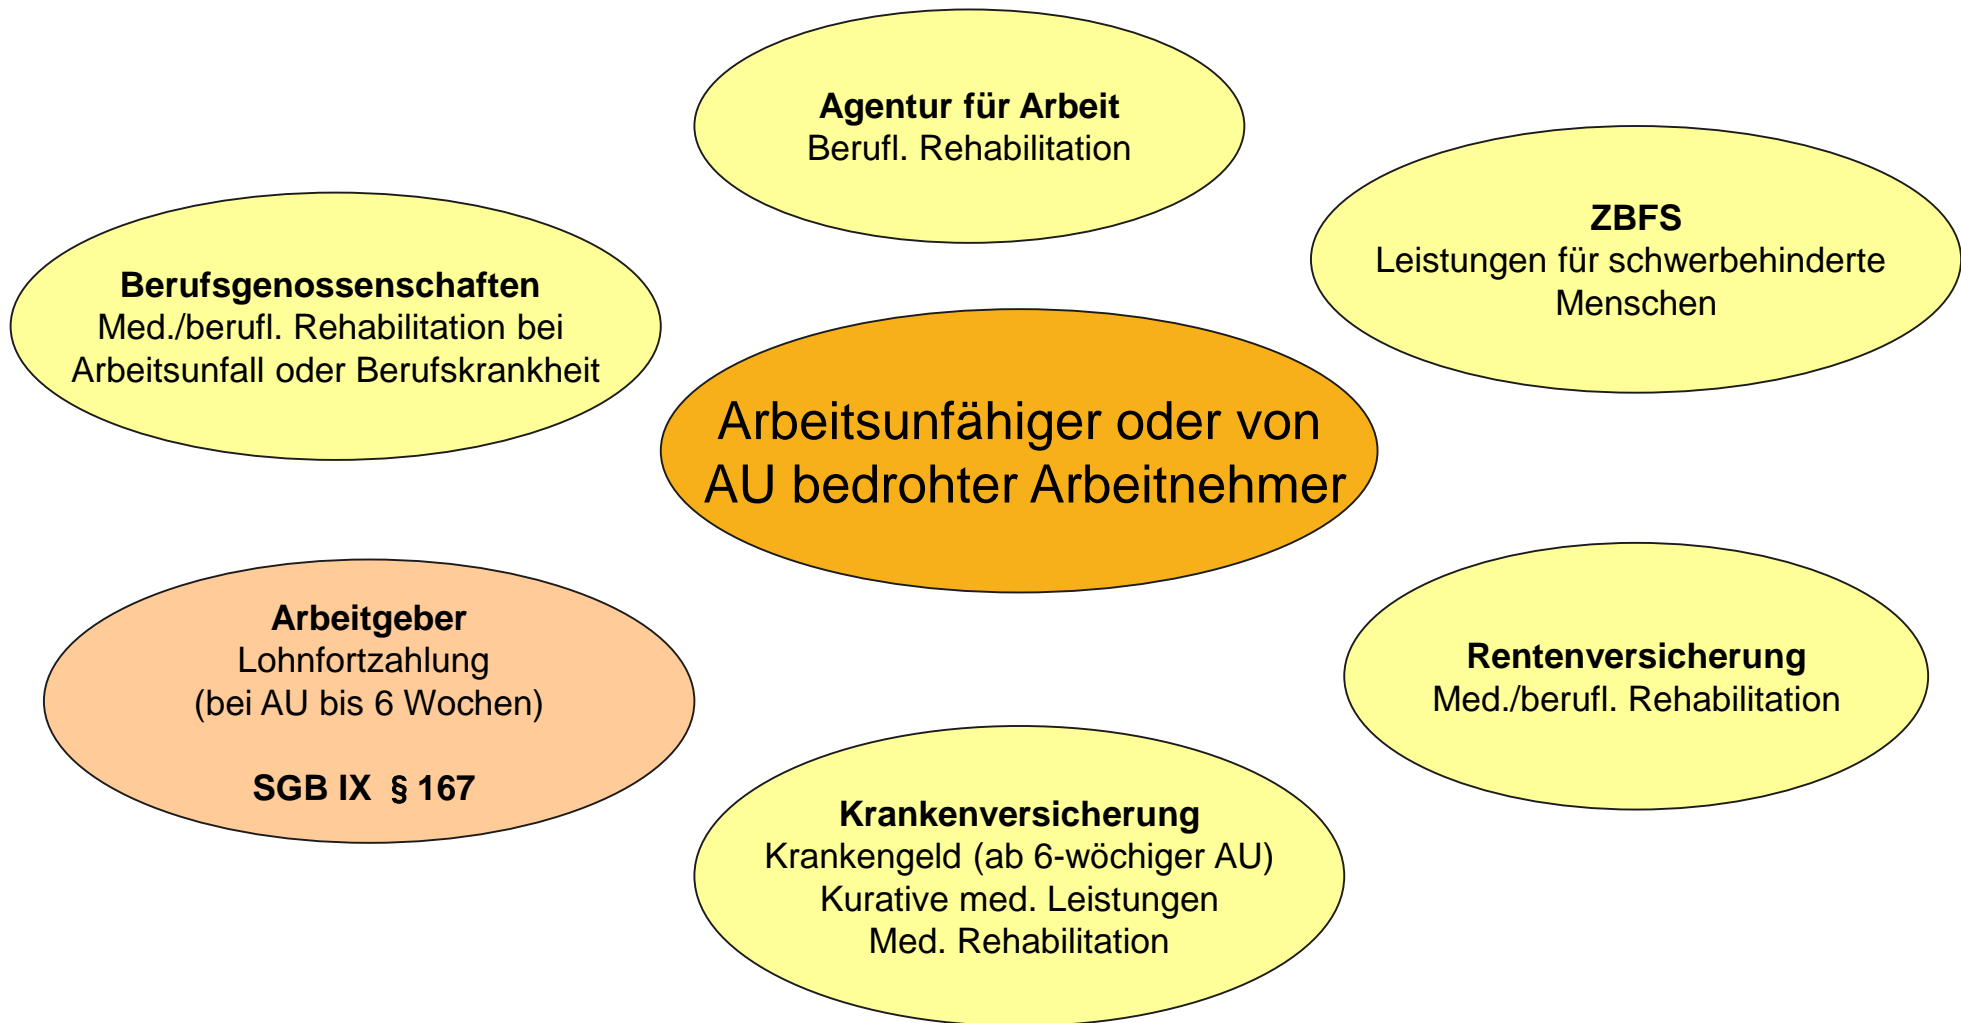 Agentur für Arbeit
Berufl. Rehabilitation
ZBFS
Leistungen für schwerbehinderte
Menschen
Berufsgenossenschaften
Med./berufl. Rehabilitation bei
Arbeitsunfall oder Berufskrankheit
Arbeitsunfähiger oder von
AU bedrohter Arbeitnehmer
Arbeitgeber
Lohnfortzahlung
(bei AU bis 6 Wochen)
SGB IX § 167
Rentenversicherung
Med./berufl. Rehabilitation
Krankenversicherung
Krankengeld (ab 6-wöchiger AU)
Kurative med. Leistungen
Med. Rehabilitation